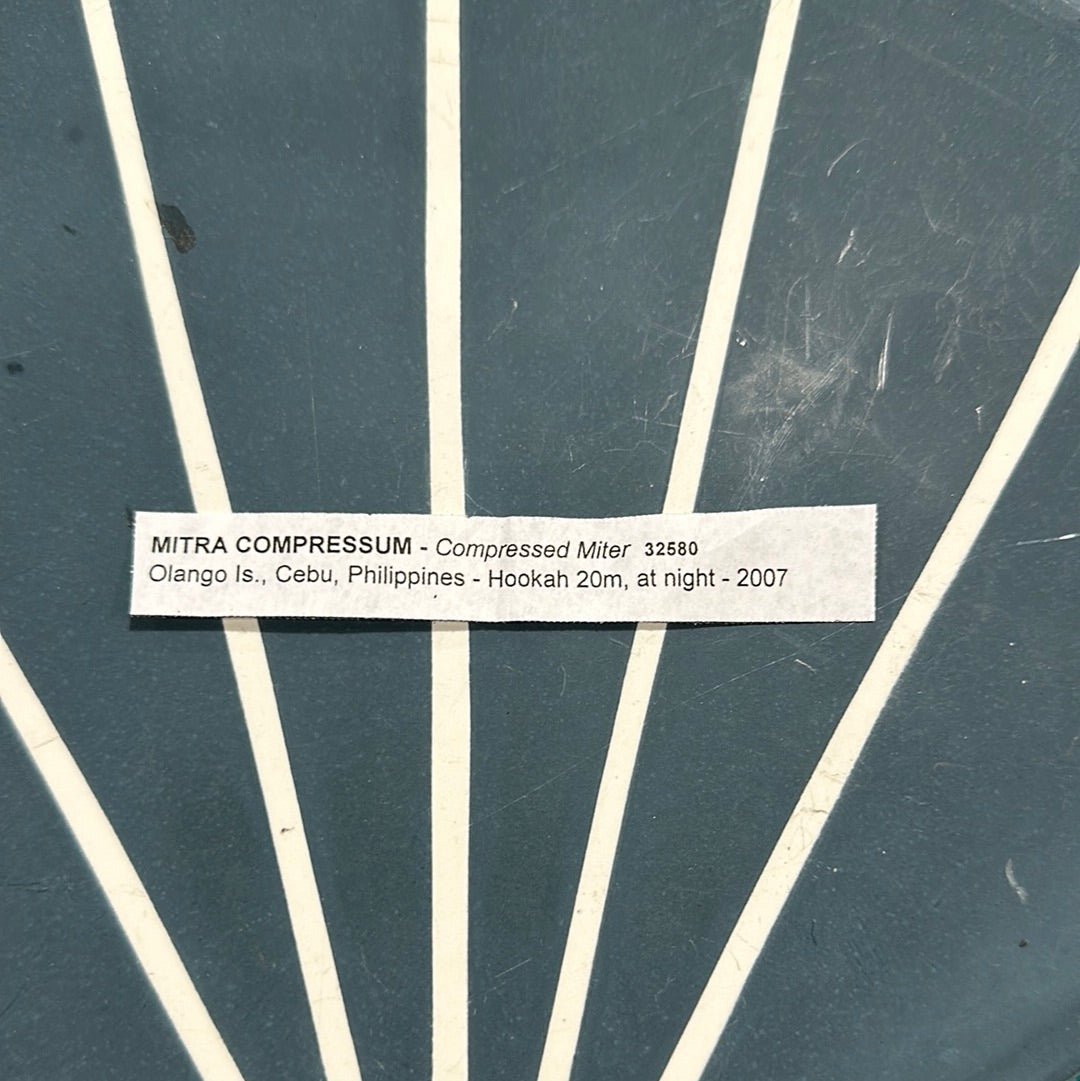 MITRA COMPRESSUM - Compressed Miter 32580
Olango Is., Cebu, Philippines - Hookah 20m, at night - 2007